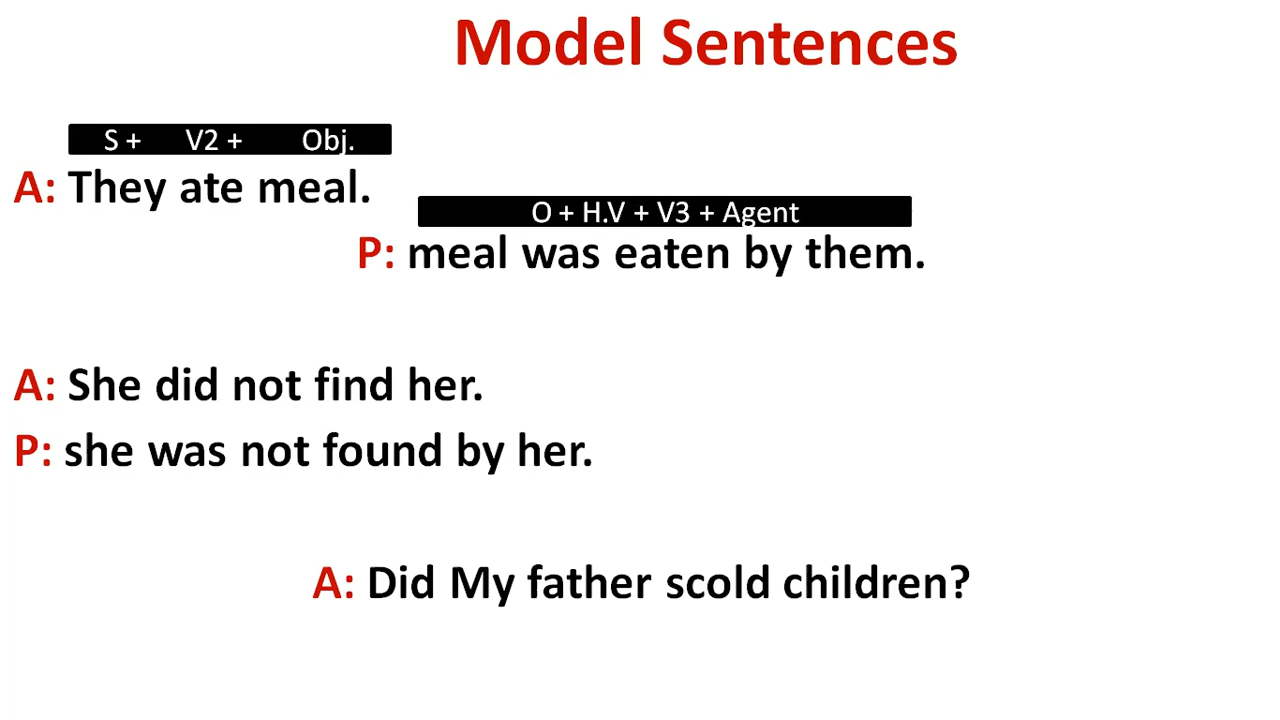 Model Sentences
S + V2 + Obj.
A: They ate meal.
O + H.V + V3 + Agent
P: meal was eaten by them.
A: She did not find her.
P: she was not found by her.
A: Did My father scold children?